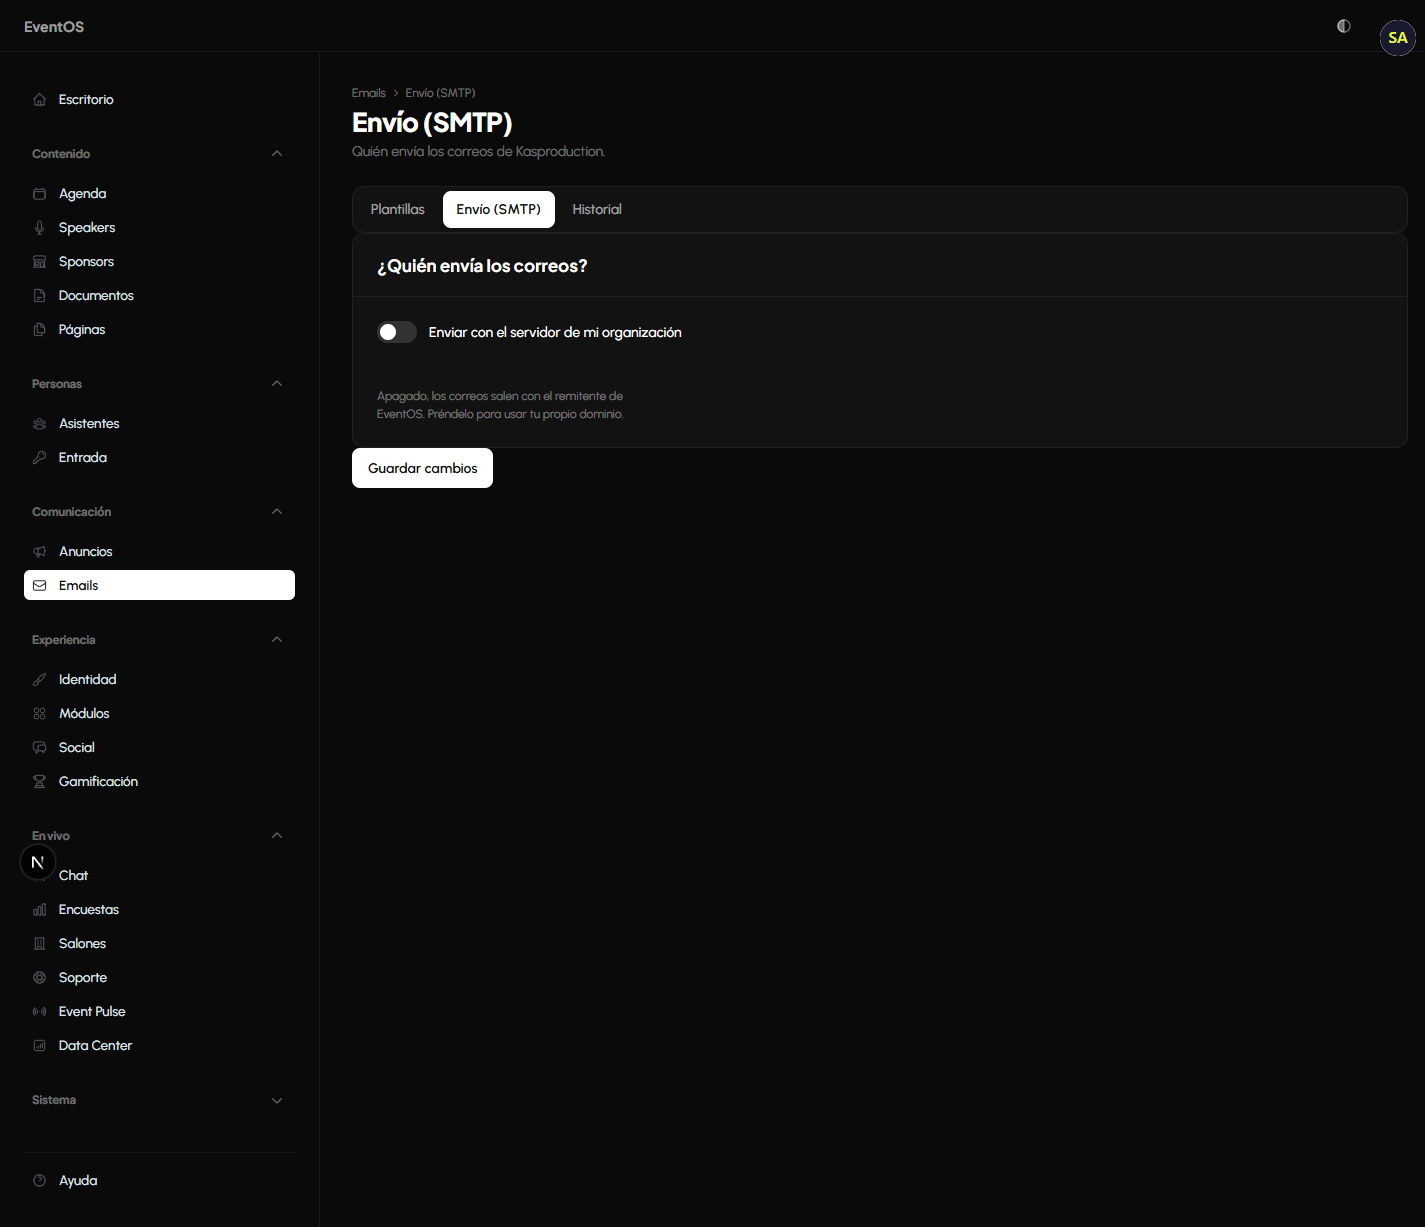 EventOS
SA
Escritorio
Contenido
Agenda
Speakers
Sponsors
Documentos
Páginas
Personas
Asistentes
Entrada
Comunicación
Anuncios
Emails
Experiencia
Identidad
Módulos
Social
Gamificación
En vivo
N
Chat
Encuestas
Salones
Soporte
Event Pulse
Data Center
Sistema
Ayuda
Emails > Envío (SMTP)
Envío (SMTP)
Quién envía los correos de Kasproduction.
Plantillas Envío (SMTP) Historial
¿Quién envía los correos?
Enviar con el servidor de mi organización
Apagado, los correos salen con el remitente de
EventOS. Préndelo para usar tu propio dominio.
Guardar cambios